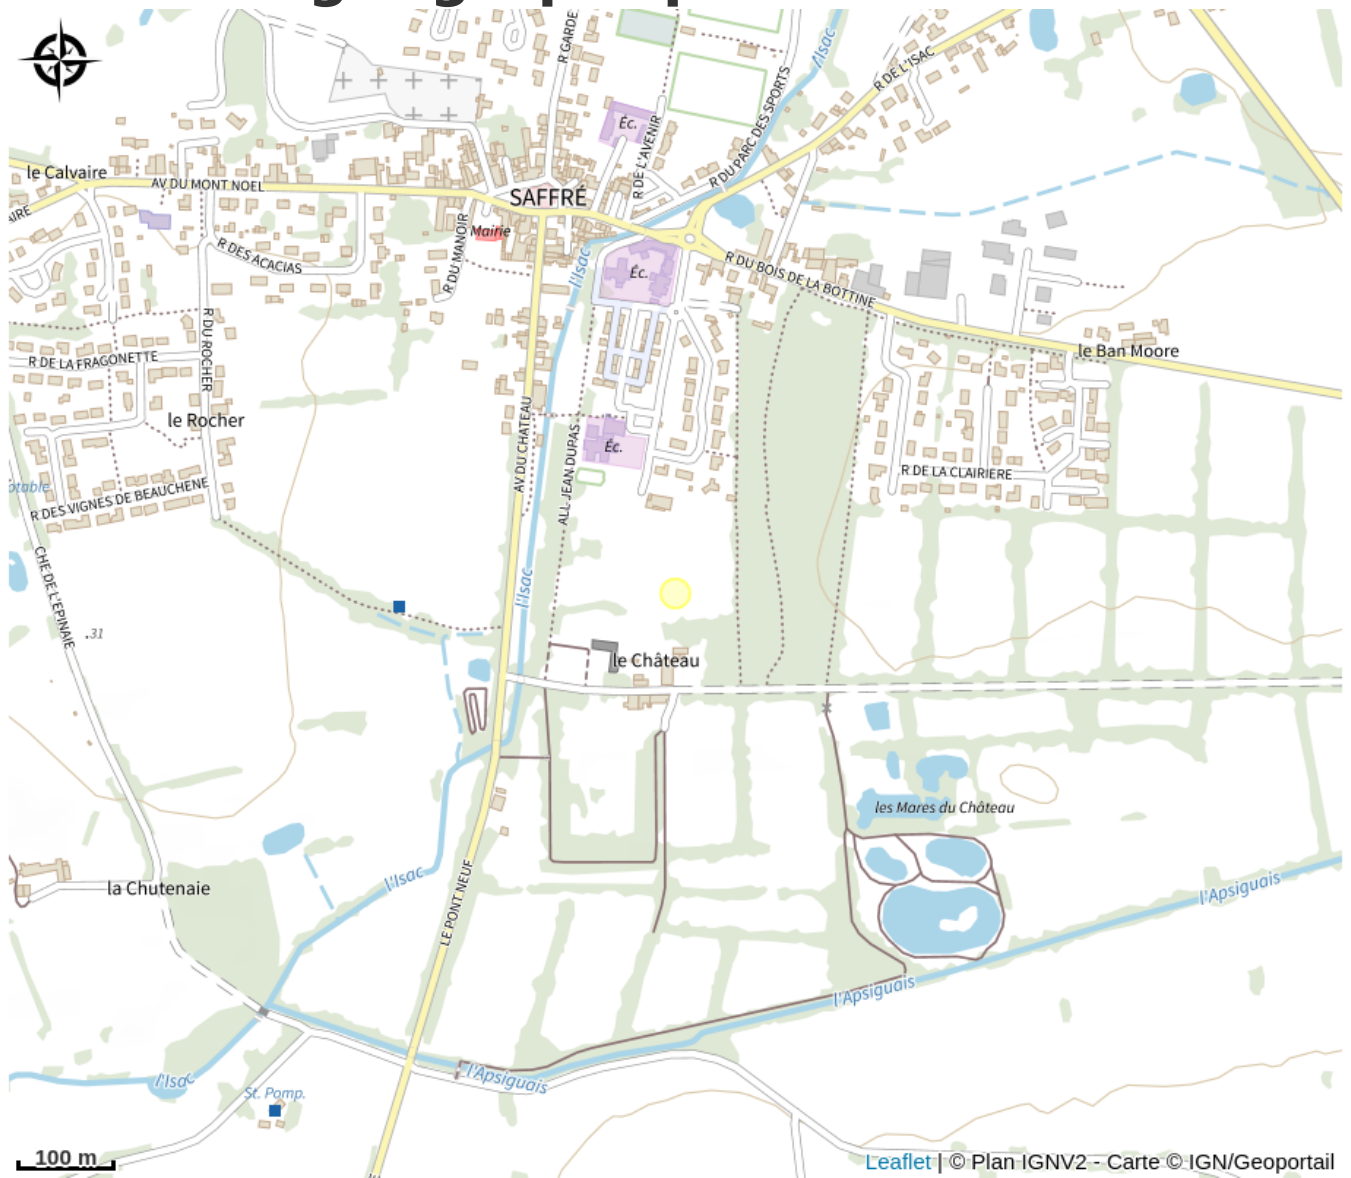 R GARDE
l'Isac
R DE L'ISAC
R DU PARC DES SPORTS
Éc.
R DE L'AVENIR
le Calvaire
AV DU MONT NOEL
SAFFRÉ
AIRE
Mairie
R DU MANOIR
R DES ACACIAS
l'Isac
Éc.
R DU BOIS DE LA BOTTINE
R DU ROCHER
R DE LA FRAGONETTE
le Ban Moore
le Rocher
AV DU CHATEAU
ALL JEAN DUPAS
Éc.
R DE LA CLAIRIERE
otable
R DES VIGNES DE BEAUCHENE
CHE DE L'EPINAIE
l'Isac
.31
le Château
les Mares du Château
la Chutenaie
l'Isac
LE PONT NEUF
l'Apsiguais
l'Apsiguais
l'Isac
l'Apsiguais
St. Pomp.
100 m
Leaflet | © Plan IGNV2 - Carte © IGN/Geoportail